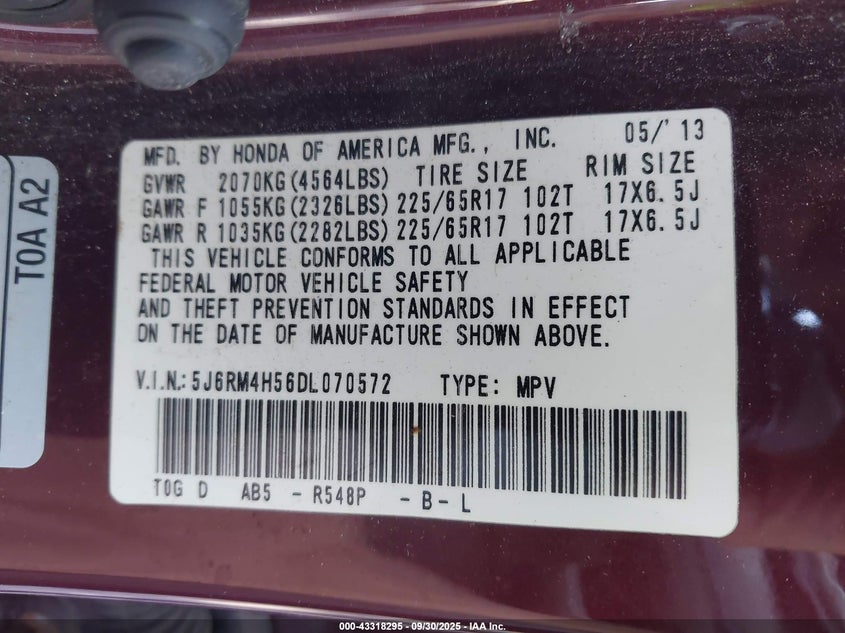 MFD. BY HONDA OF AMERICA MFG., INC. 05/'13
GVWR 2070KG(4564LBS) TIRE SIZE RIM SIZE
GAWR F 1055KG(2326LBS) 225/65R17 102T 17X6.5J
GAWR R 1035KG(2282LBS) 225/65R17 102T 17X6.5J
THIS VEHICLE CONFORMS TO ALL APPLICABLE
FEDERAL MOTOR VEHICLE SAFETY
AND THEFT PREVENTION STANDARDS IN EFFECT
ON THE DATE OF MANUFACTURE SHOWN ABOVE.
V.I.N.: 5J6RM4H56DL070572 TYPE: MPV
T0G D AB5 - R548P - B - L
T0A A2
000-43318295 - 09/30/2025 - IAA Inc.